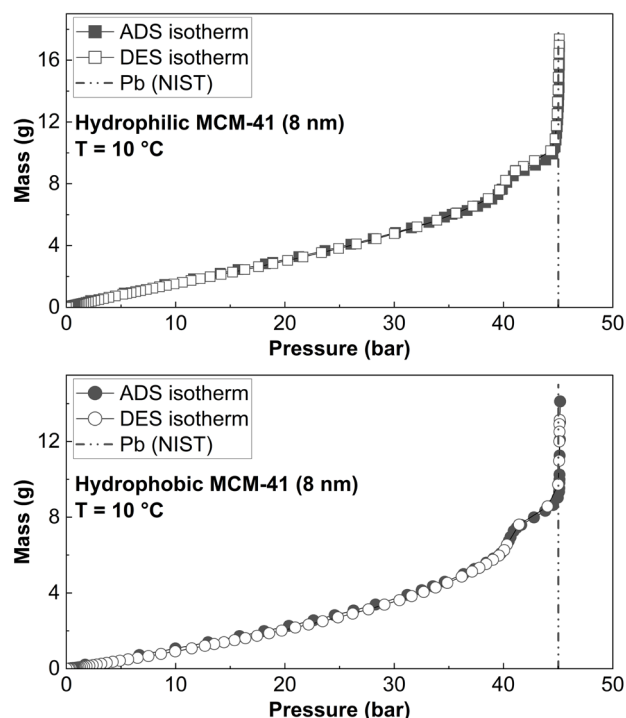 ADS isotherm
DES isotherm
Pb (NIST)
Hydrophilic MCM-41 (8 nm)
T = 10 °C
Mass (g)
18
12
8
4
0
0 10 20 30 40 50
Pressure (bar)
ADS isotherm
DES isotherm
Pb (NIST)
Hydrophobic MCM-41 (8 nm)
T = 10 °C
Mass (g)
12
8
4
0
0 10 20 30 40 50
Pressure (bar)